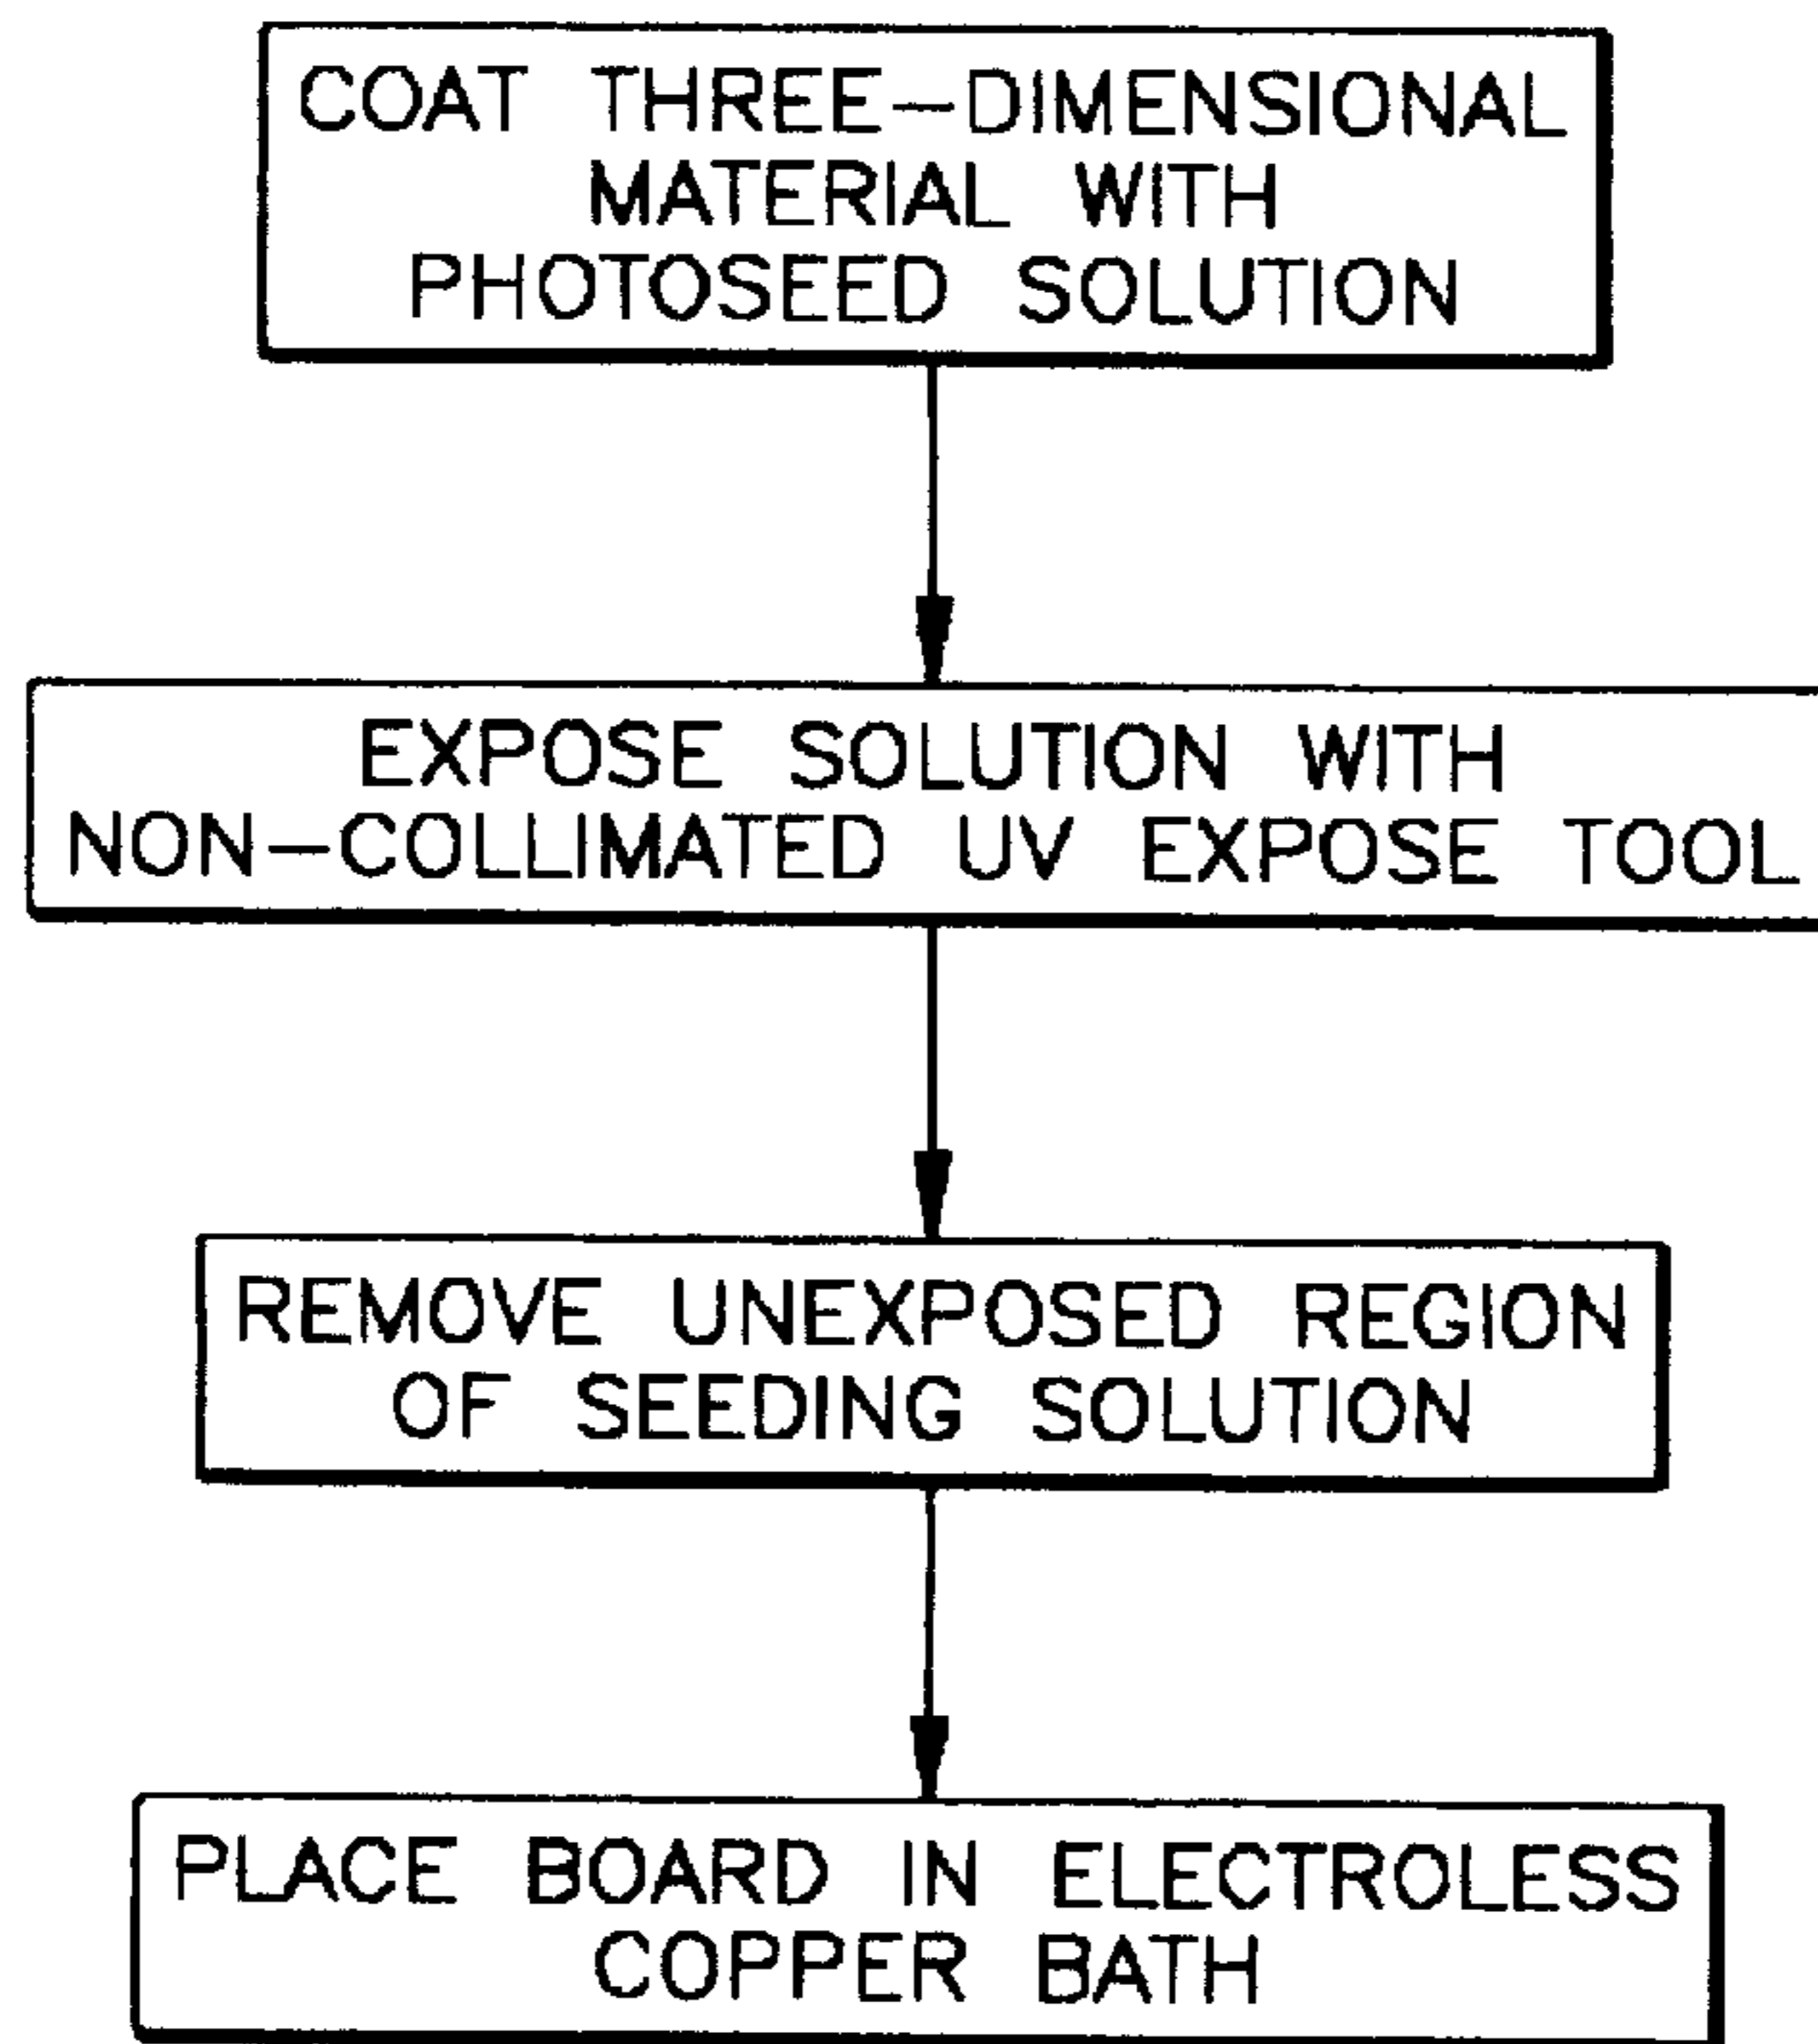 COAT THREE-DIMENSIONAL
MATERIAL WITH
PHOTOSEED SOLUTION
EXPOSE SOLUTION WITH
NON-COLLIMATED UV EXPOSE TOOL
REMOVE UNEXPOSED REGION
OF SEEDING SOLUTION
PLACE BOARD IN ELECTROLESS
COPPER BATH